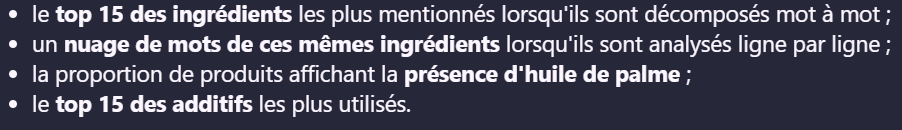 • le top 15 des ingrédients les plus mentionnés lorsqu'ils sont décomposés mot à mot ;
• un nuage de mots de ces mêmes ingrédients lorsqu'ils sont analysés ligne par ligne ;
• la proportion de produits affichant la présence d'huile de palme ;
• le top 15 des additifs les plus utilisés.